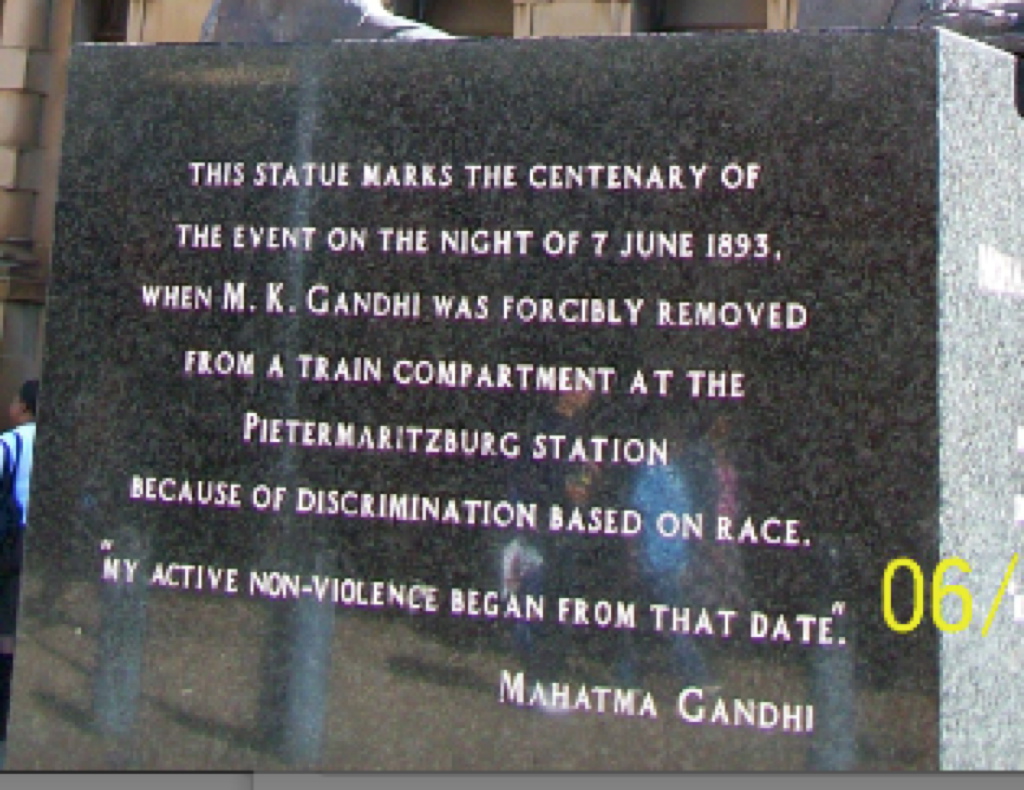 THIS STATUE MARKS THE CENTENARY OF
THE EVENT ON THE NIGHT OF 7 JUNE 1893,
WHEN M. K. GANDHI WAS FORCIBLY REMOVED
FROM A TRAIN COMPARTMENT AT THE
PIETERMARITZBURG STATION
BECAUSE OF DISCRIMINATION BASED ON RACE.
"MY ACTIVE NON-VIOLENCE BEGAN FROM THAT DATE".
MAHATMA GANDHI
06/